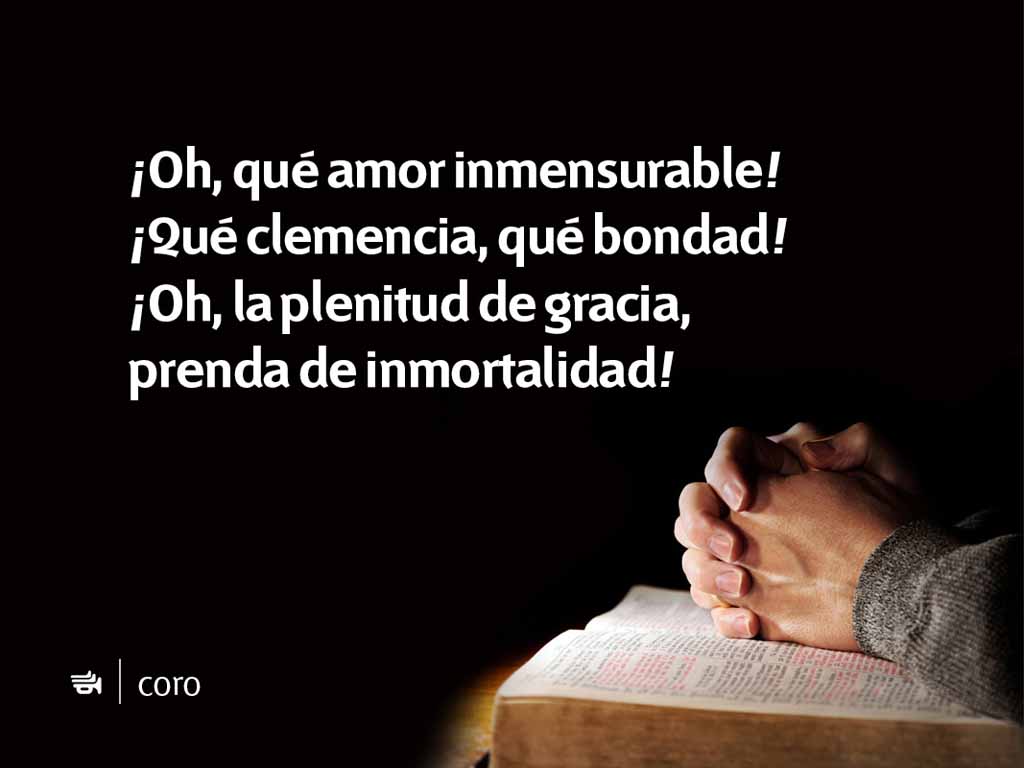 ¡Oh, qué amor inmensurable!
¡Qué clemencia, qué bondad!
¡Oh, la plenitud de gracia,
prenda de inmortalidad!
coro